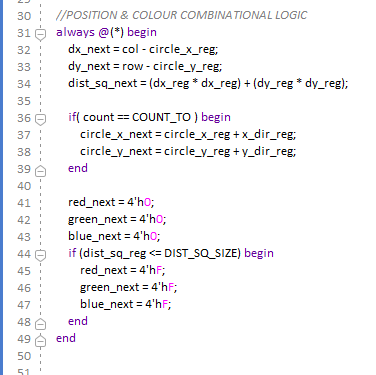 30 //POSITION & COLOUR COMBINATIONAL LOGIC
31 always @(*) begin
32 dx_next = col - circle_x_reg;
33 dy_next = row - circle_y_reg;
34 dist_sq_next = (dx_reg * dx_reg) + (dy_reg * dy_reg);
35
36 if( count == COUNT_TO ) begin
37 circle_x_next = circle_x_reg + x_dir_reg;
38 circle_y_next = circle_y_reg + y_dir_reg;
39 end
40
41 red_next = 4'h0;
42 green_next = 4'h0;
43 blue_next = 4'h0;
44 if (dist_sq_reg <= DIST_SQ_SIZE) begin
45 red_next = 4'hF;
46 green_next = 4'hF;
47 blue_next = 4'hF;
48 end
49 end
50
51